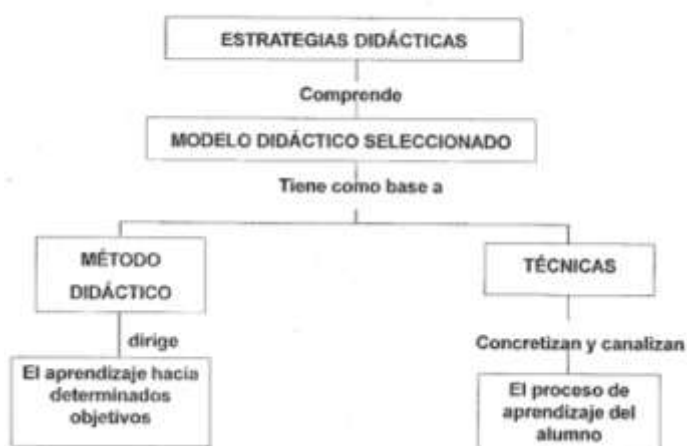 ESTRATEGIAS DIDÁCTICAS
Comprende
MODELO DIDÁCTICO SELECCIONADO
Tiene como base a
MÉTODO
DIDÁCTICO
TÉCNICAS
dirige
Concretizan y canalizan
El aprendizaje hacia
determinados
objetivos
El proceso de
aprendizaje del
alumno